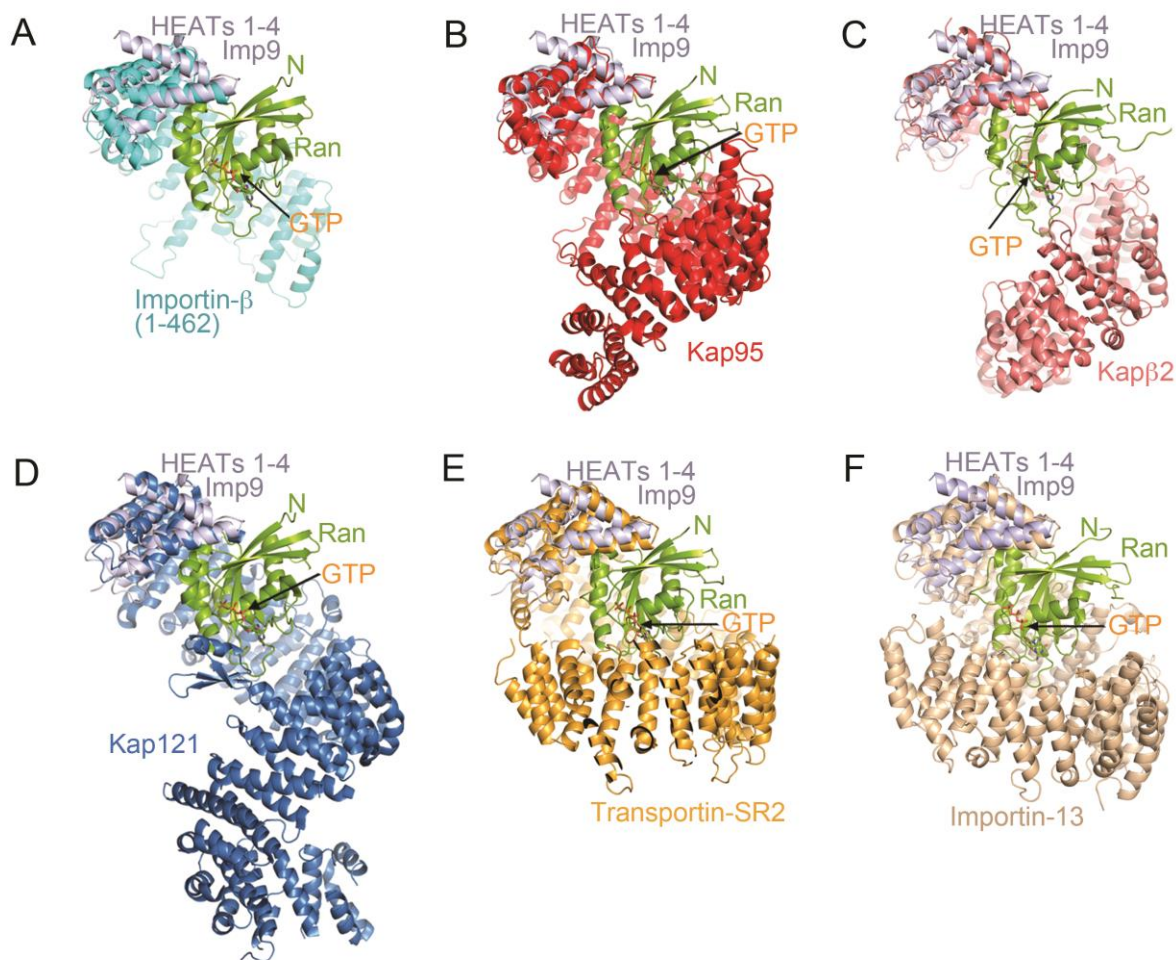 A
HEATs 1-4
Imp9
N
Ran
GTP
Importin-β
(1-462)
B
HEATs 1-4
Imp9
N
Ran
GTP
Kap95
C
HEATs 1-4
Imp9
N
Ran
GTP
Kapβ2
D
HEATs 1-4
Imp9
N
Ran
GTP
Kap121
E
HEATs 1-4
Imp9
N
Ran
GTP
Transportin-SR2
F
HEATs 1-4
Imp9
N
Ran
GTP
Importin-13